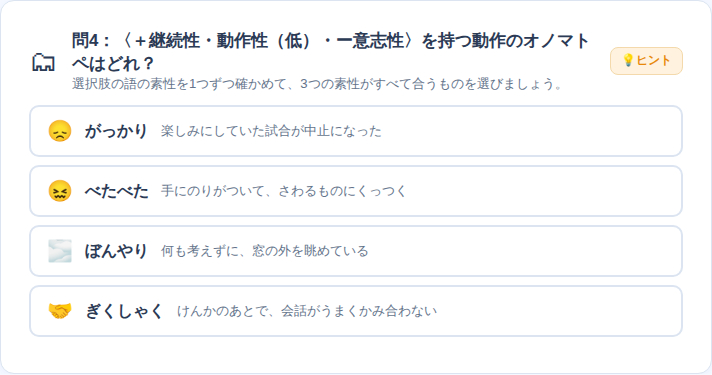 問4：〈＋継続性・動作性（低）・ー意志性〉を持つ動作のオノマト
ペはどれ？
選択肢の語の素性を1つずつ確かめて、3つの素性がすべて合うものを選びましょう。
💡ヒント
がっかり 楽しみにしていた試合が中止になった
べたべた 手にのりがついて、さわるものにくっつく
ぼんやり 何も考えずに、窓の外を眺めている
ぎくしゃく けんかのあとで、会話がうまくかみ合わない